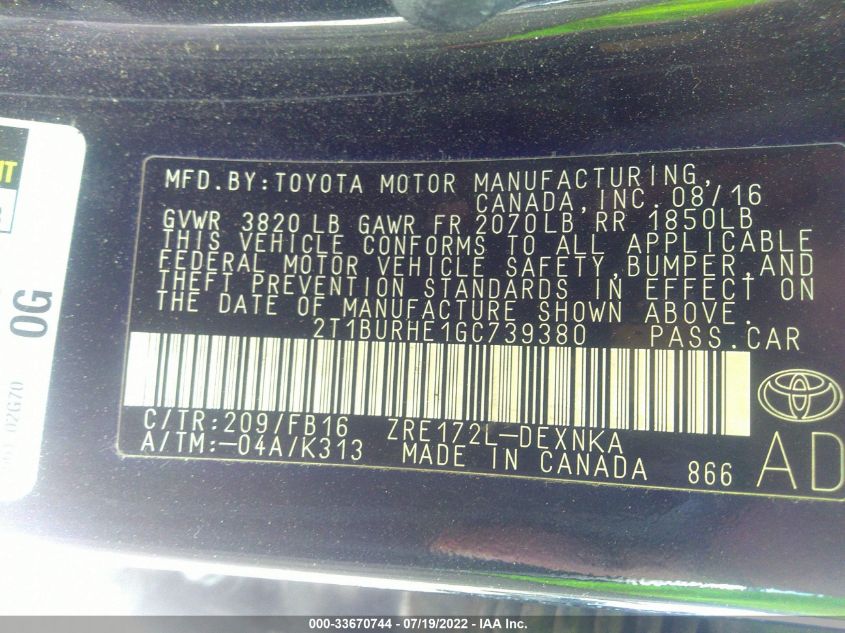 MFD.BY:TOYOTA MOTOR MANUFACTURING,
CANADA,INC. 08/16
GVWR 3820 LB GAWR FR 2070LB RR 1850LB
THIS VEHICLE CONFORMS TO ALL APPLICABLE
FEDERAL MOTOR VEHICLE SAFETY,BUMPER,AND
THEFT PREVENTION STANDARDS IN EFFECT ON
THE DATE OF MANUFACTURE SHOWN ABOVE.
2T1BURHE1GC739380 PASS.CAR
C/TR:209/FB16 ZRE172L-DEXNKA
A/TM:-04A/K313 MADE IN CANADA 866
AD
0G
02G70
000-33670744 / 07/19/2022 - IAA Inc.